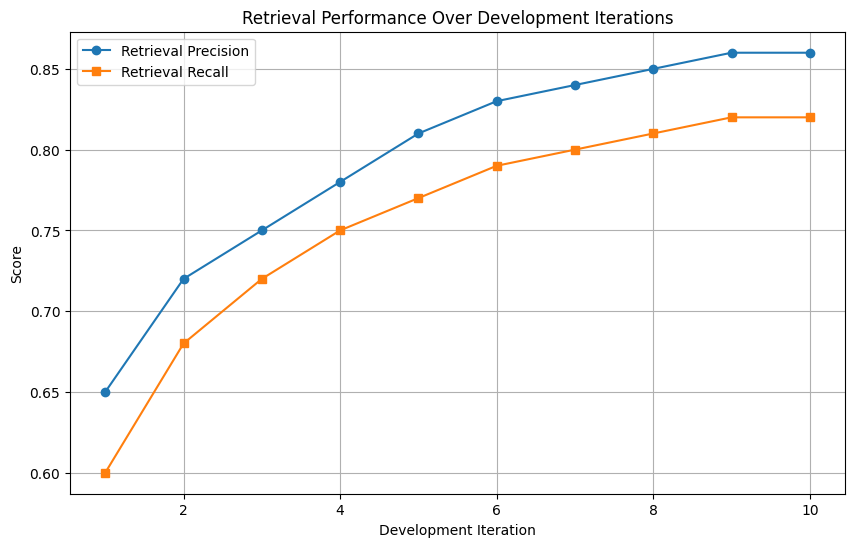 Retrieval Performance Over Development Iterations
Retrieval Precision
Retrieval Recall
Score
0.85
0.80
0.75
0.70
0.65
0.60
2 4 6 8 10
Development Iteration